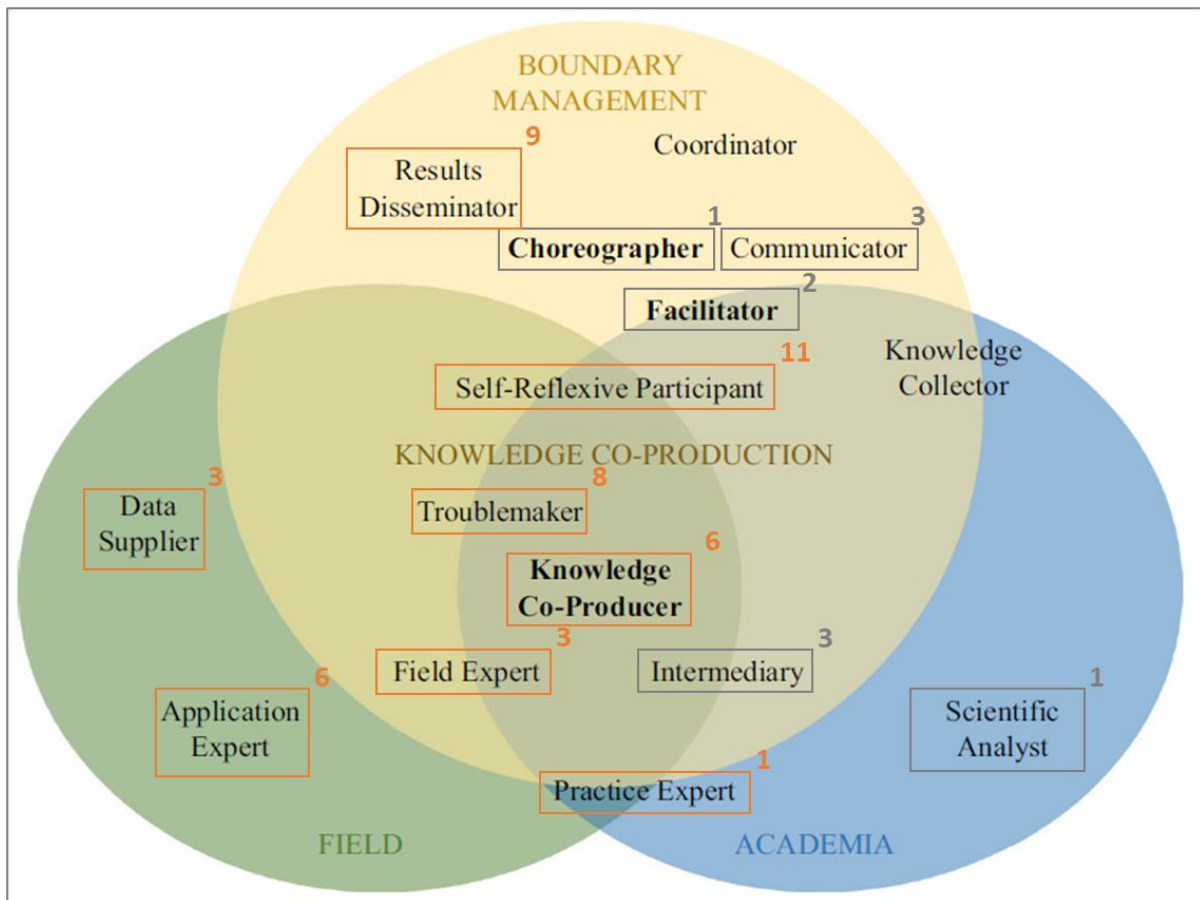 BOUNDARY
MANAGEMENT
9
Coordinator
Results
Disseminator
1
3
Choreographer
Communicator
2
Facilitator
Knowledge
Collector
11
Self-Reflexive Participant
KNOWLEDGE CO-PRODUCTION
3
Data
Supplier
8
Troublemaker
6
Knowledge
Co-Producer
3
Field Expert
3
Intermediary
6
Application
Expert
1
Scientific
Analyst
1
Practice Expert
FIELD
ACADEMIA